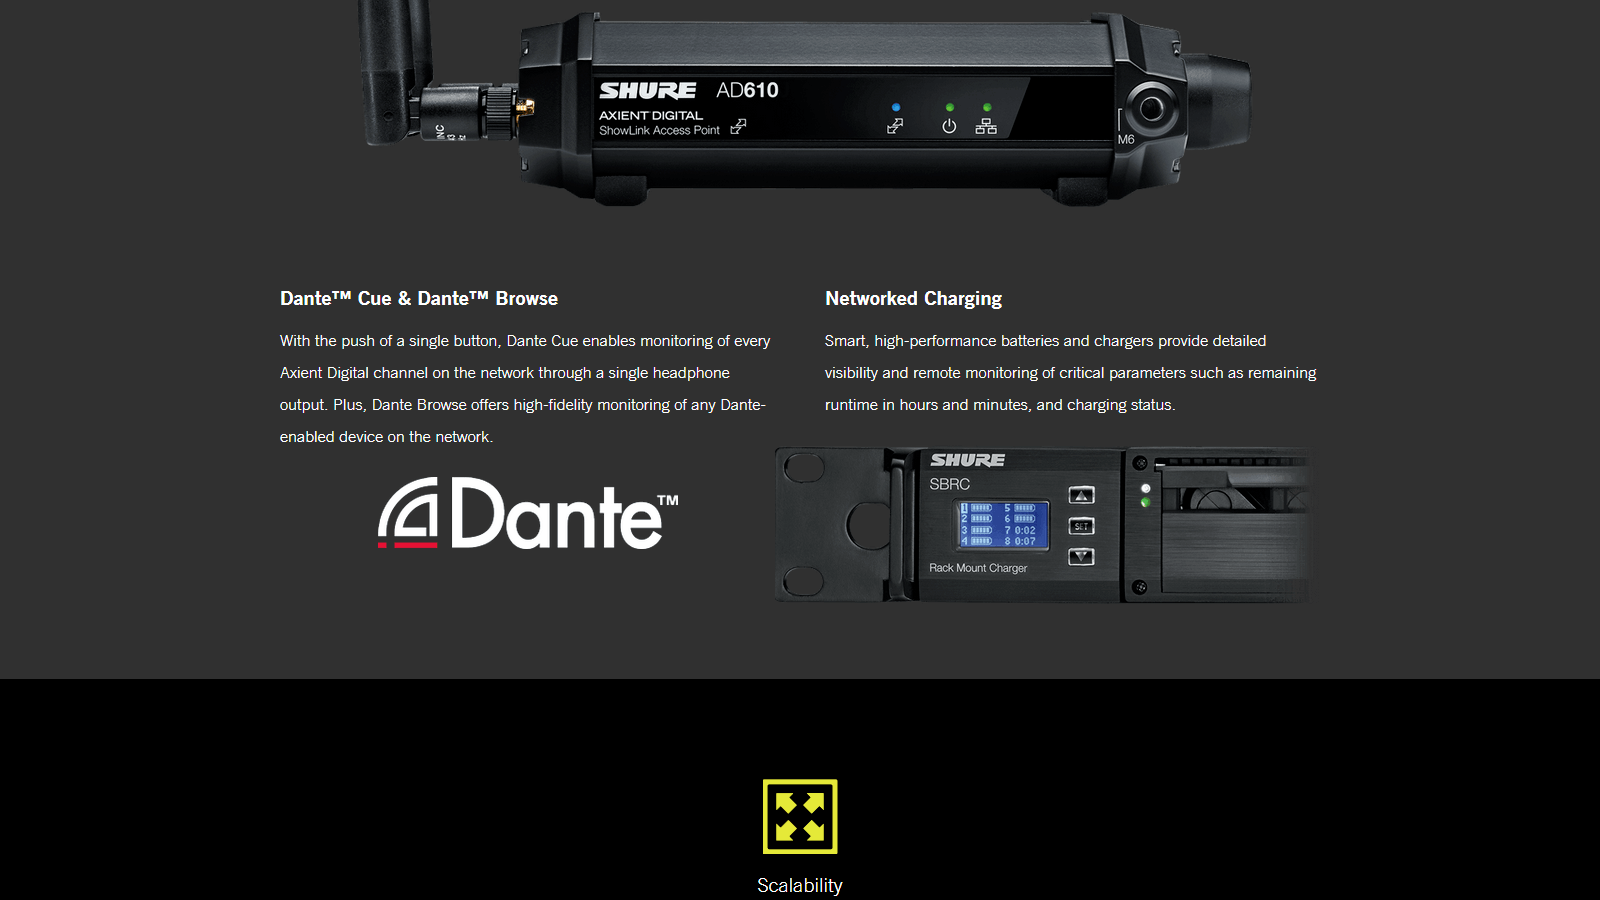 SHURE AD610
AXIENT DIGITAL
ShowLink Access Point
M6
Dante™ Cue & Dante™ Browse
With the push of a single button, Dante Cue enables monitoring of every
Axient Digital channel on the network through a single headphone
output. Plus, Dante Browse offers high-fidelity monitoring of any Dante-
enabled device on the network.
Dante™
Networked Charging
Smart, high-performance batteries and chargers provide detailed
visibility and remote monitoring of critical parameters such as remaining
runtime in hours and minutes, and charging status.
SHURE
SBRC
1 5
2 6
3 7 0:02
4 8 0:07
SET
Rack Mount Charger
Scalability